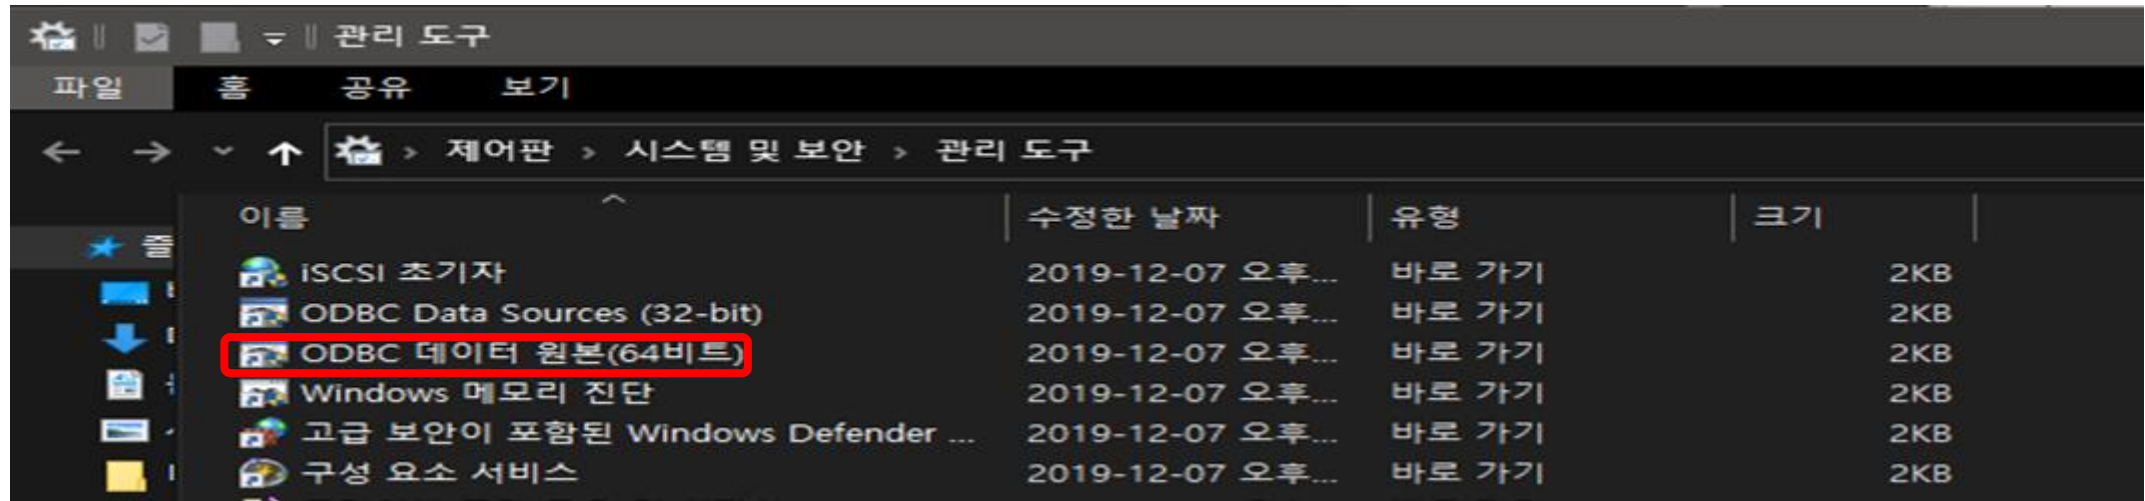 관리 도구
파일 홈 공유 보기
제어판 > 시스템 및 보안 > 관리 도구
이름 수정한 날짜 유형 크기
즐
iSCSI 초기자 2019-12-07 오후... 바로 가기 2KB
ODBC Data Sources (32-bit) 2019-12-07 오후... 바로 가기 2KB
ODBC 데이터 원본(64비트) 2019-12-07 오후... 바로 가기 2KB
Windows 메모리 진단 2019-12-07 오후... 바로 가기 2KB
고급 보안이 포함된 Windows Defender ... 2019-12-07 오후... 바로 가기 2KB
구성 요소 서비스 2019-12-07 오후... 바로 가기 2KB